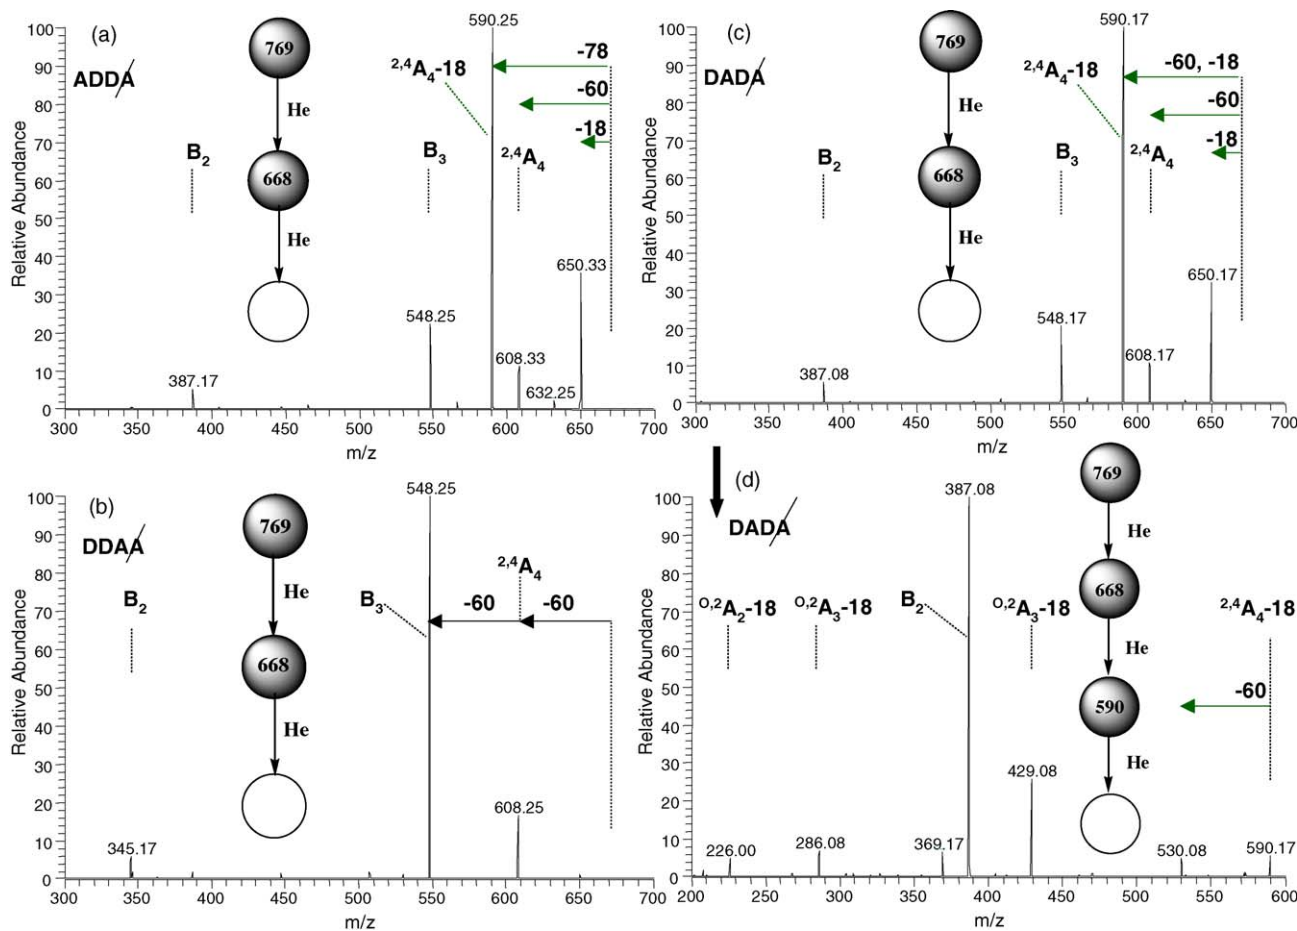 (a)
ADDA
769
He
668
He
B2
B3
2,4A4-18
2,4A4
-78
-60
-18
590.25
650.33
548.25
608.33
632.25
387.17
Relative Abundance
100
90
80
70
60
50
40
30
20
10
0
300 350 400 450 500 550 600 650 700
m/z
(c)
DADA
769
He
668
He
B2
B3
2,4A4-18
2,4A4
-60, -18
-60
-18
590.17
650.17
548.17
608.17
387.08
Relative Abundance
100
90
80
70
60
50
40
30
20
10
0
300 350 400 450 500 550 600 650 700
m/z
(b)
DDAA
769
He
668
He
B2
B3
2,4A4
-60 -60
548.25
608.25
345.17
Relative Abundance
100
90
80
70
60
50
40
30
20
10
0
300 350 400 450 500 550 600 650 700
m/z
(d)
DADA
769
He
668
He
590
He
O,2A2-18
O,2A3-18
B2
O,2A3-18
2,4A4-18
-60
387.08
429.08
226.00
286.08
369.17
530.08
590.17
Relative Abundance
100
90
80
70
60
50
40
30
20
10
0
200 250 300 350 400 450 500 550 600
m/z